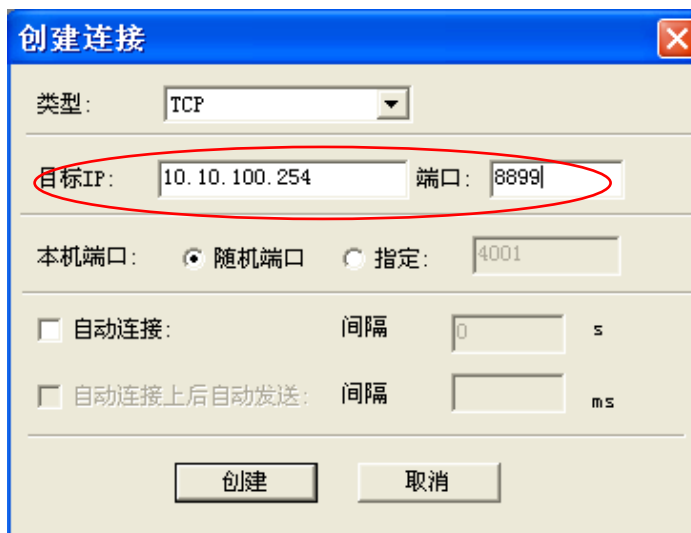 创建连接
类型: TCP
目标IP: 10.10.100.254 端口: 8899
本机端口: 随机端口 指定: 4001
自动连接: 间隔 0 s
自动连接上后自动发送: 间隔 ms
创建 取消